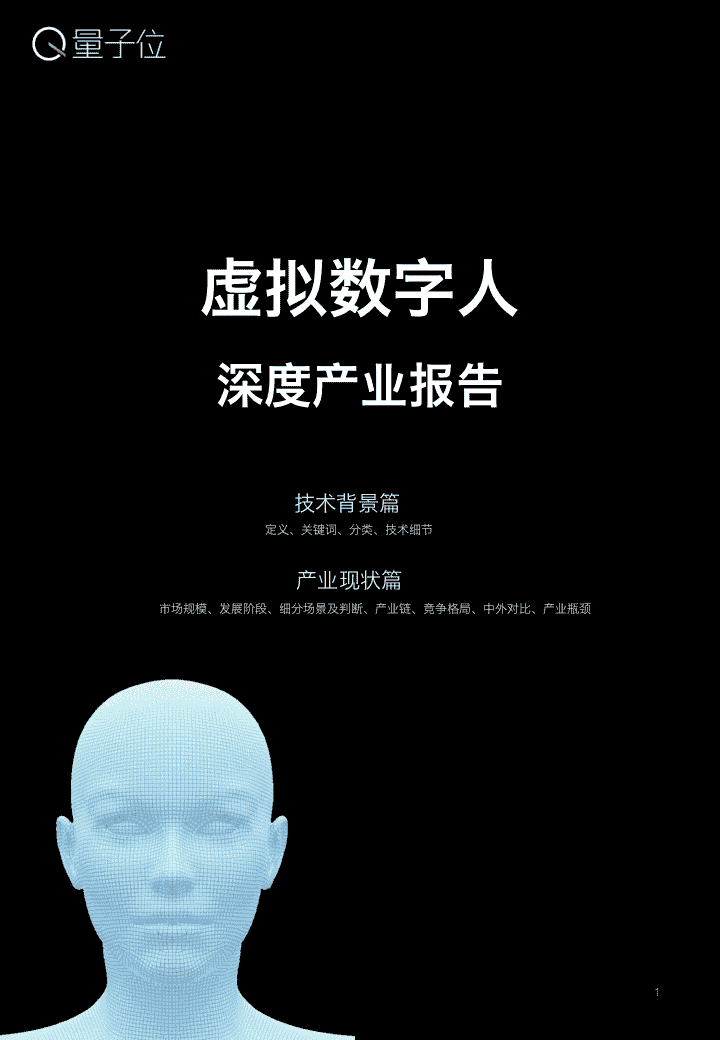 量子位
虚拟数字人
深度产业报告
技术背景篇
定义、关键词、分类、技术细节
产业现状篇
市场规模、发展阶段、细分场景及判断、产业链、竞争格局、中外对比、产业瓶颈
1